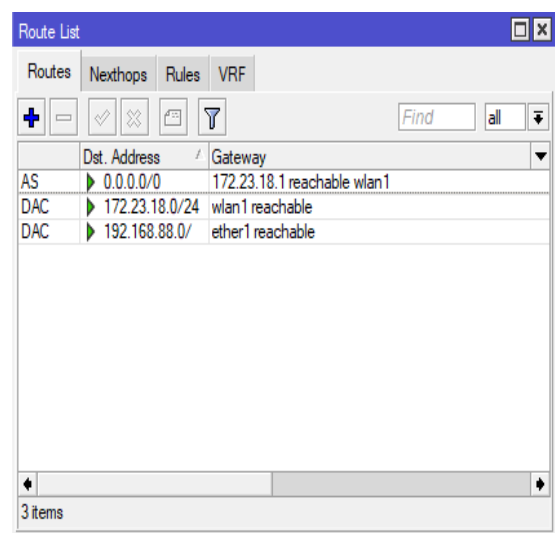 Route List
Routes Nexthops Rules VRF
Find all
Dst. Address Gateway
AS 0.0.0.0/0 172.23.18.1 reachable wlan1
DAC 172.23.18.0/24 wlan1 reachable
DAC 192.168.88.0/ ether1 reachable
3 items